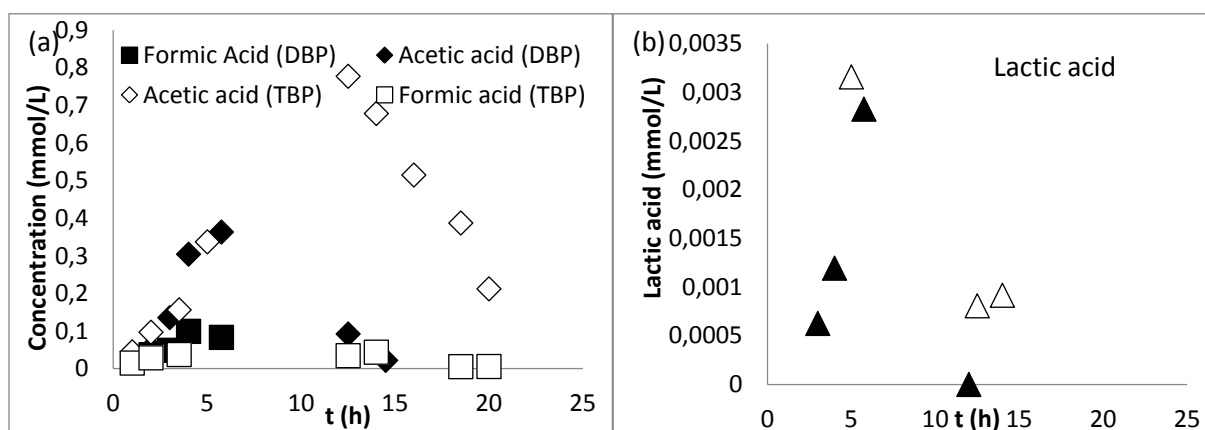 (a)
Concentration (mmol/L)
0,9
0,8
0,7
0,6
0,5
0,4
0,3
0,2
0,1
0
Formic Acid (DBP) Acetic acid (DBP)
Acetic acid (TBP) Formic acid (TBP)
0 5 10 15 20 25
t (h)
(b)
Lactic acid (mmol/L)
0,0035
0,003
0,0025
0,002
0,0015
0,001
0,0005
0
Lactic acid
0 5 10 15 20 25
t (h)